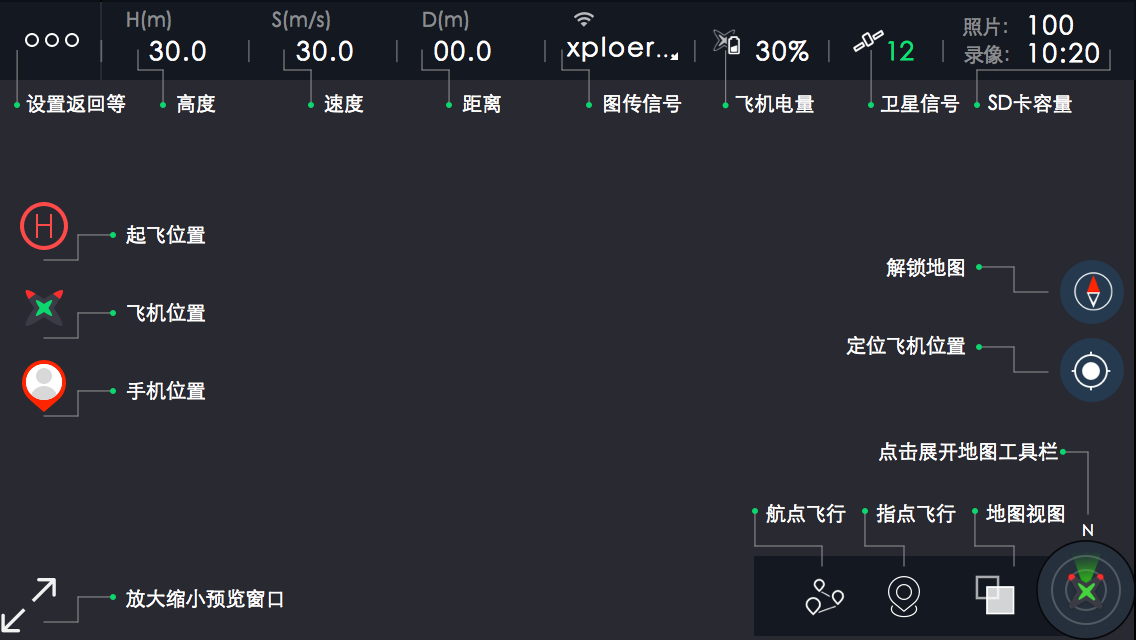 H(m) S(m/s) D(m)
30.0 30.0 00.0 xploer... 30% 12
照片: 100
录像: 10:20
设置返回等 高度 速度 距离 图传信号 飞机电量 卫星信号 SD卡容量
H 起飞位置
解锁地图
飞机位置
定位飞机位置
手机位置
点击展开地图工具栏
航点飞行 指点飞行 地图视图
N
放大缩小预览窗口